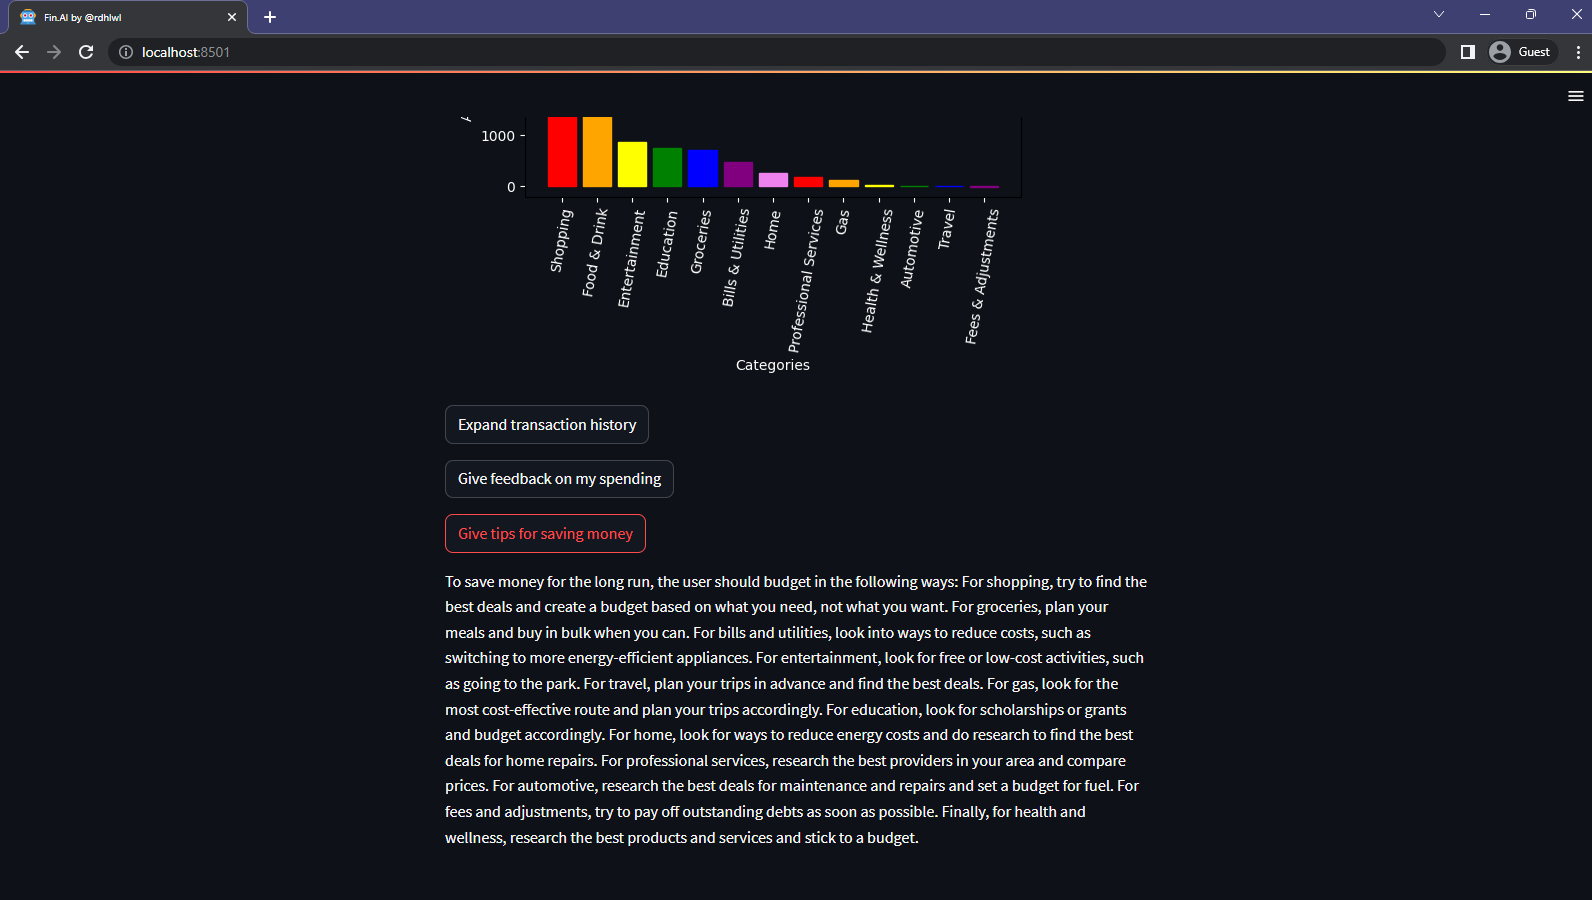 Fin.AI by @rdhlwl
localhost:8501
Guest
1000
0
Shopping
Food & Drink
Entertainment
Education
Groceries
Bills & Utilities
Home
Professional Services
Gas
Health & Wellness
Automotive
Travel
Fees & Adjustments
Categories
Expand transaction history
Give feedback on my spending
Give tips for saving money
To save money for the long run, the user should budget in the following ways: For shopping, try to find the
best deals and create a budget based on what you need, not what you want. For groceries, plan your
meals and buy in bulk when you can. For bills and utilities, look into ways to reduce costs, such as
switching to more energy-efficient appliances. For entertainment, look for free or low-cost activities, such
as going to the park. For travel, plan your trips in advance and find the best deals. For gas, look for the
most cost-effective route and plan your trips accordingly. For education, look for scholarships or grants
and budget accordingly. For home, look for ways to reduce energy costs and do research to find the best
deals for home repairs. For professional services, research the best providers in your area and compare
prices. For automotive, research the best deals for maintenance and repairs and set a budget for fuel. For
fees and adjustments, try to pay off outstanding debts as soon as possible. Finally, for health and
wellness, research the best products and services and stick to a budget.